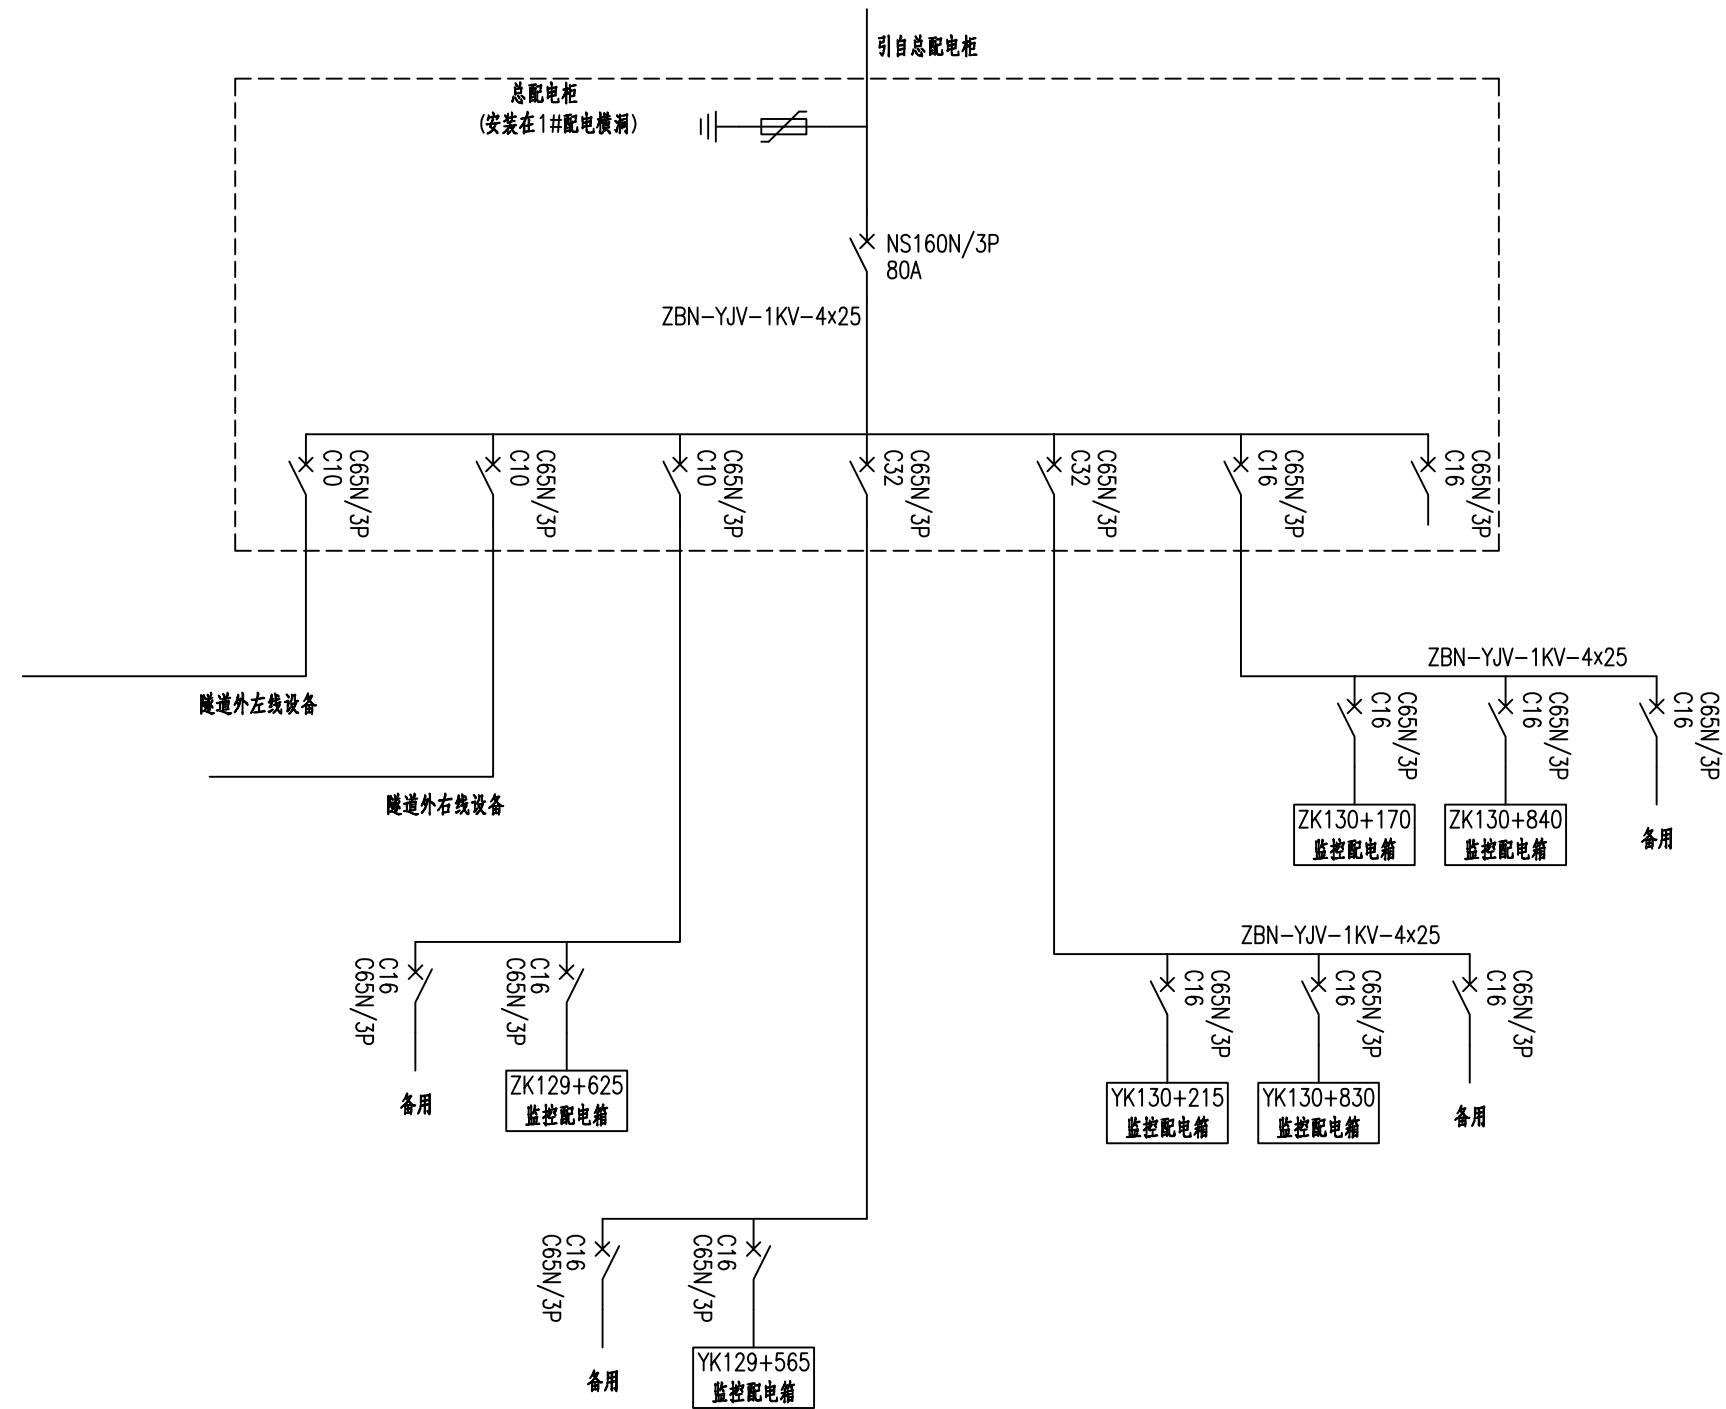 引自总配电柜
总配电柜
(安装在1#配电横洞)
NS160N/3P
80A
ZBN-YJV-1KV-4×25
C65N/3P
C10
C65N/3P
C10
C65N/3P
C10
C65N/3P
C32
C65N/3P
C32
C65N/3P
C16
C65N/3P
C16
隧道外左线设备
隧道外右线设备
ZBN-YJV-1KV-4×25
C65N/3P
C16
C65N/3P
C16
C65N/3P
C16
ZK130+170
监控配电箱
ZK130+840
监控配电箱
备用
C16
C65N/3P
C16
C65N/3P
备用
ZK129+625
监控配电箱
ZBN-YJV-1KV-4×25
C65N/3P
C16
C65N/3P
C16
C65N/3P
C16
YK130+215
监控配电箱
YK130+830
监控配电箱
备用
C16
C65N/3P
C16
C65N/3P
备用
YK129+565
监控配电箱